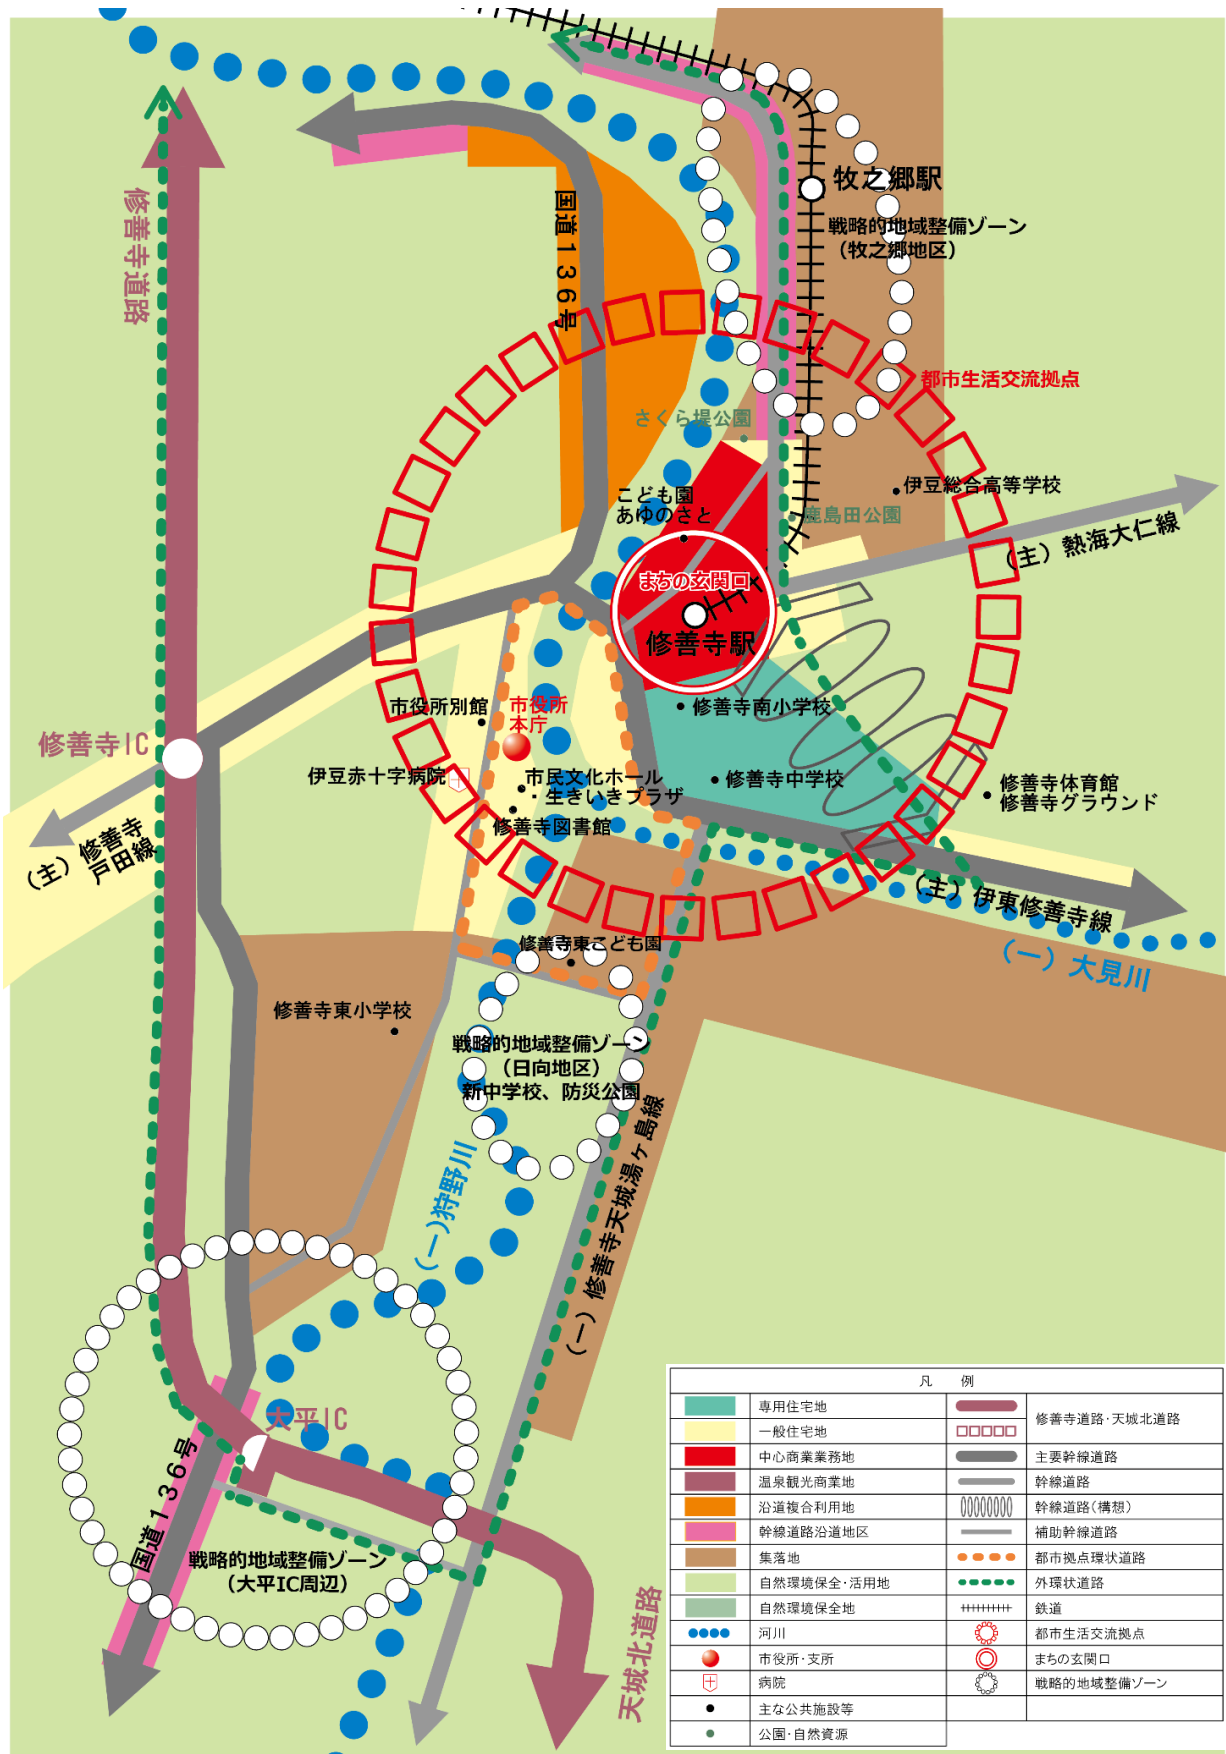 牧之郷駅
戦略的地域整備ゾーン
（牧之郷地区）
修善寺道路
国道１３６号
都市生活交流拠点
さくら堤公園
伊豆総合高等学校
こども園
あゆのさと
鹿島田公園
（主）熱海大仁線
まちの玄関口
修善寺駅
市役所別館
市役所
本庁
修善寺南小学校
修善寺IC
伊豆赤十字病院
市民文化ホール
・生きいきプラザ
修善寺中学校
修善寺体育館
修善寺グラウンド
修善寺図書館
（主）修善寺
戸田線
（主）伊東修善寺線
（一）大見川
修善寺東こども園
修善寺東小学校
戦略的地域整備ゾーン
（日向地区）
新中学校、防災公園
（一）狩野川
（一）修善寺天城湯ヶ島線
大平IC
国道１３６号
戦略的地域整備ゾーン
（大平IC周辺）
天城北道路
凡　例
専用住宅地
修善寺道路・天城北道路
一般住宅地
中心商業業務地
主要幹線道路
温泉観光商業地
幹線道路
沿道複合利用地
幹線道路（構想）
幹線道路沿道地区
補助幹線道路
集落地
都市拠点環状道路
自然環境保全・活用地
外環状道路
自然環境保全地
鉄道
河川
都市生活交流拠点
市役所・支所
まちの玄関口
病院
戦略的地域整備ゾーン
主な公共施設等
公園・自然資源